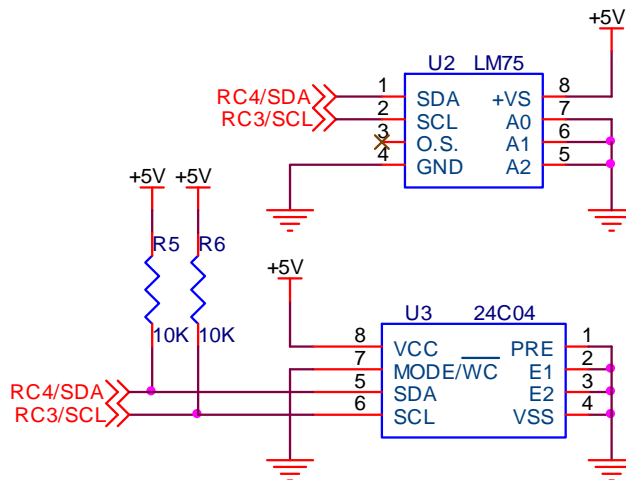 +5V
U2 LM75
RC4/SDA 1 SDA +VS 8
RC3/SCL 2 SCL A0 7
3 O.S. A1 6
4 GND A2 5
+5V +5V
R5 R6
+5V
U3 24C04
10K 10K
8 VCC PRE 1
7 MODE/WC E1 2
RC4/SDA 5 SDA E2 3
RC3/SCL 6 SCL VSS 4